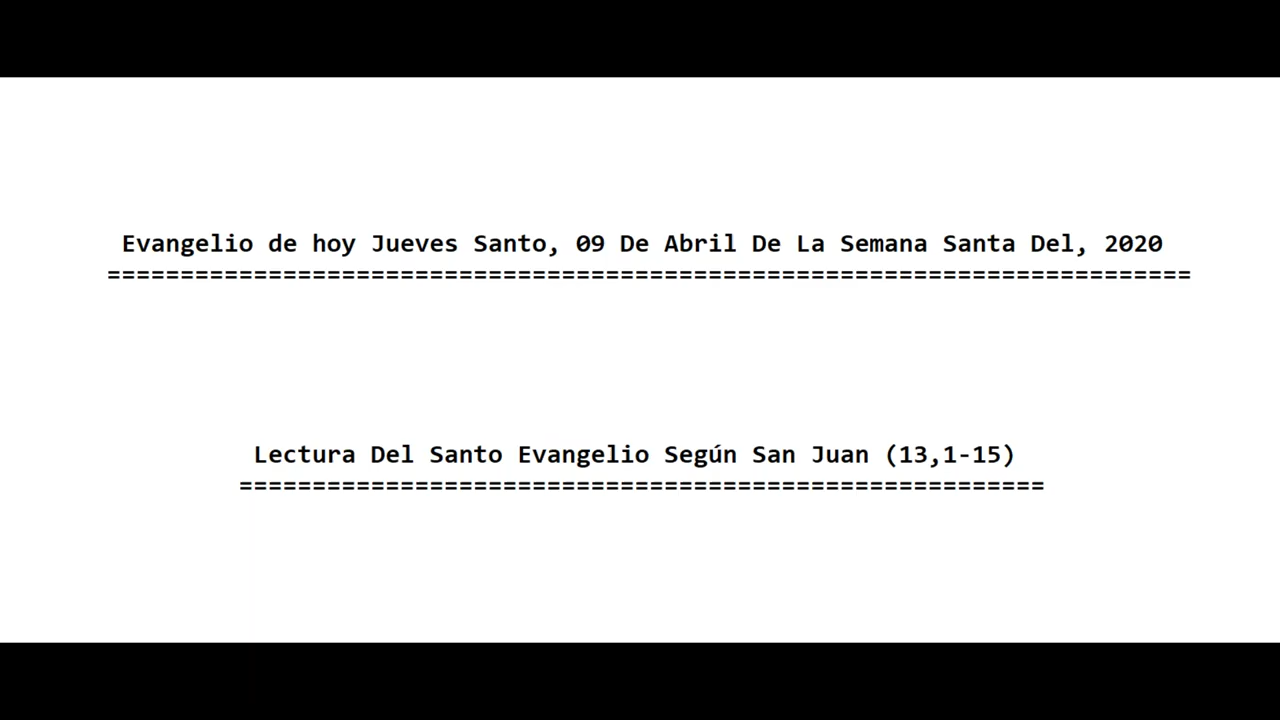 Evangelio de hoy Jueves Santo, 09 De Abril De La Semana Santa Del, 2020
==========================================================================
Lectura Del Santo Evangelio Según San Juan (13,1-15)
=======================================================